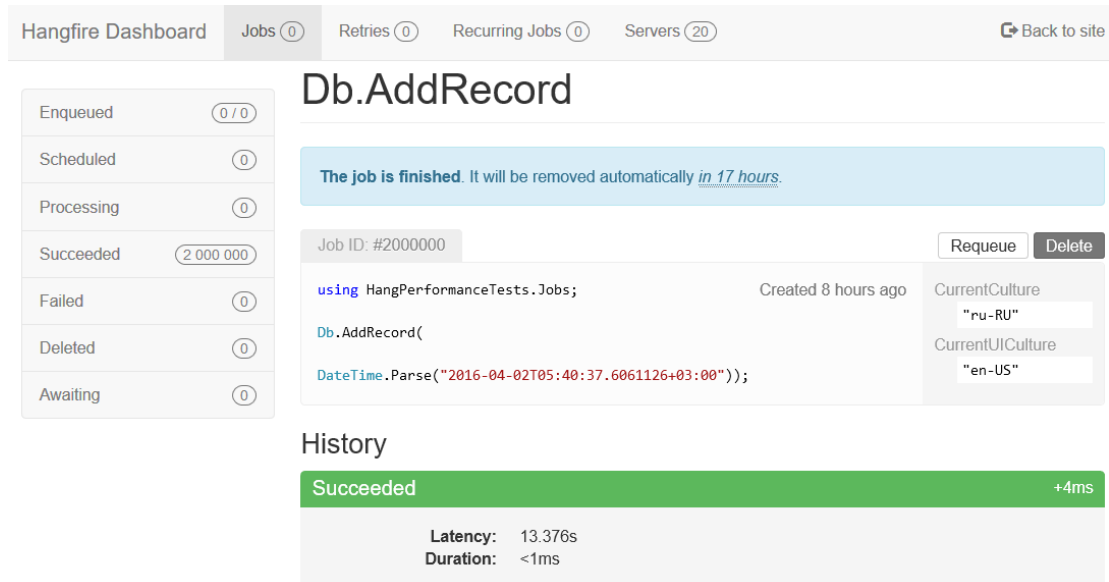 Hangfire Dashboard Jobs 0 Retries 0 Recurring Jobs 0 Servers 20 Back to site
Enqueued 0 / 0
Scheduled 0
Processing 0
Succeeded 2 000 000
Failed 0
Deleted 0
Awaiting 0
Db.AddRecord
The job is finished. It will be removed automatically in 17 hours.
Job ID: #2000000 Requeue Delete
using HangPerformanceTests.Jobs; Created 8 hours ago
Db.AddRecord(
DateTime.Parse("2016-04-02T05:40:37.6061126+03:00"));
CurrentCulture
"ru-RU"
CurrentUICulture
"en-US"
History
Succeeded +4ms
Latency: 13.376s
Duration: <1ms